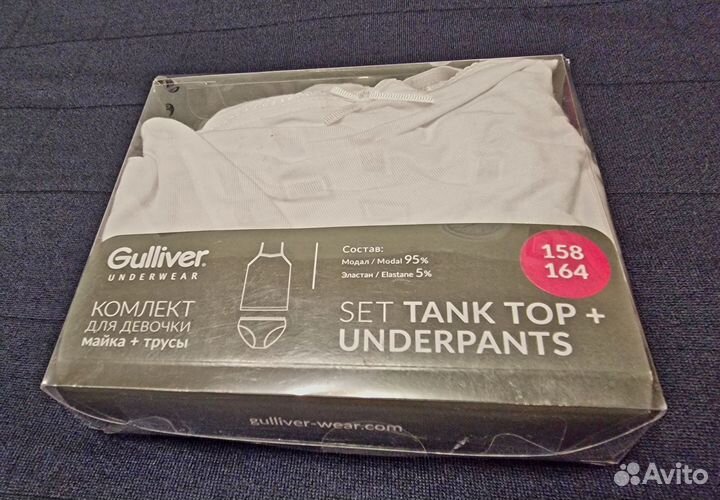 Gulliver®
UNDERWEAR
КОМЛЕКТ
ДЛЯ ДЕВОЧКИ
майка + трусы
Состав:
Модал / Modal 95%
Эластан / Elastane 5%
158
164
SET TANK TOP +
UNDERPANTS
gulliver-wear.com
Avito